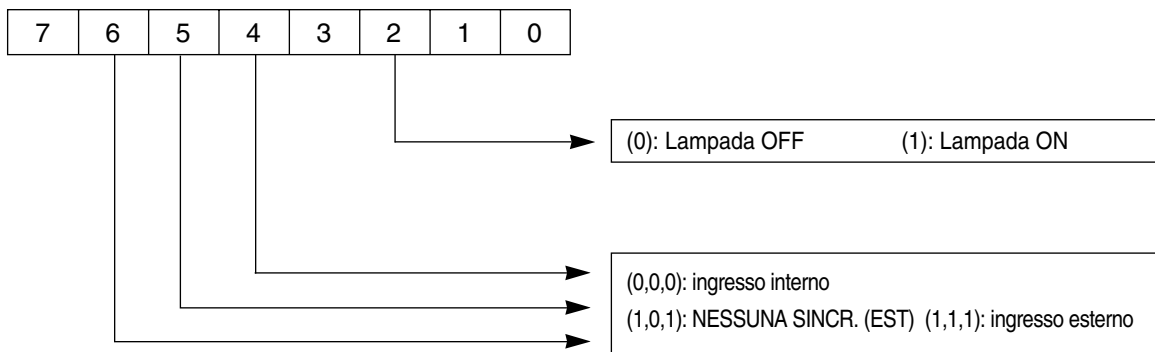 7 6 5 4 3 2 1 0
(0): Lampada OFF (1): Lampada ON
(0,0,0): ingresso interno
(1,0,1): NESSUNA SINCR. (EST) (1,1,1): ingresso esterno